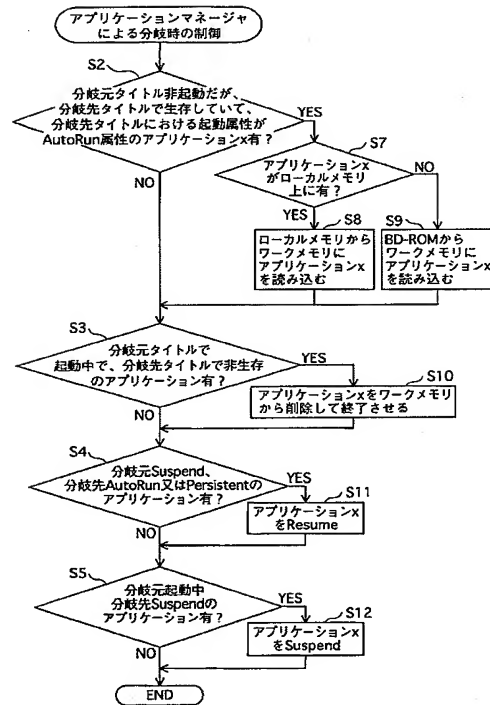 アプリケーションマネージャ
による分岐時の制御
S2
分岐元タイトル非起動だが、
分岐先タイトルで生存していて、
分岐先タイトルにおける起動属性が
AutoRun属性のアプリケーションx有？
YES
NO
S7
アプリケーションx
がローカルメモリ
上に有？
YES
NO
S8
ローカルメモリから
ワークメモリに
アプリケーションx
を読み込む
S9
BD-ROMから
ワークメモリに
アプリケーションx
を読み込む
S3
分岐元タイトルで
起動中で、分岐先タイトルで非生存
のアプリケーション有？
YES
NO
S10
アプリケーションxをワークメモリ
から削除して終了させる
S4
分岐元Suspend、
分岐先AutoRun又はPersistentの
アプリケーション有？
YES
NO
S11
アプリケーションx
をResume
S5
分岐元起動中
分岐先Suspendの
アプリケーション有？
YES
NO
S12
アプリケーションx
をSuspend
END